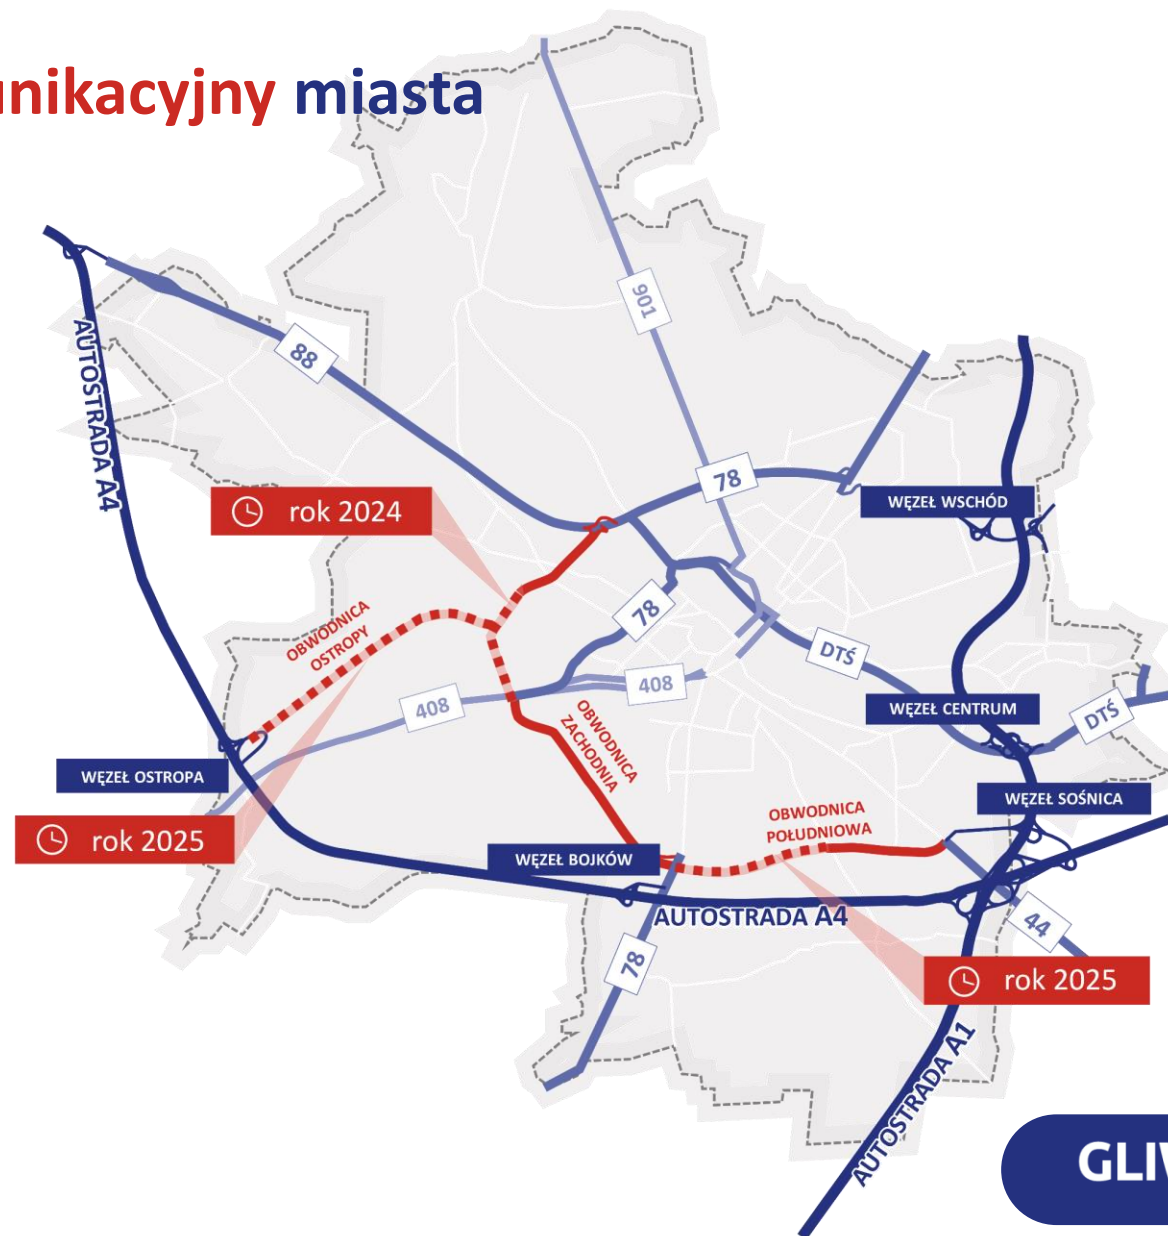 unikacyjny miasta
901
AUTOSTRADA A4
88
78
rok 2024
WĘZEŁ WSCHÓD
OBWODNICA
OSTROPY
78
DTŚ
408
408
WĘZEŁ CENTRUM
DTŚ
OBWODNICA
ZACHODNIA
WĘZEŁ OSTROPA
WĘZEŁ SOŚNICA
OBWODNICA
POŁUDNIOWA
rok 2025
WĘZEŁ BOJKÓW
AUTOSTRADA A4
44
78
rok 2025
AUTOSTRADA A1